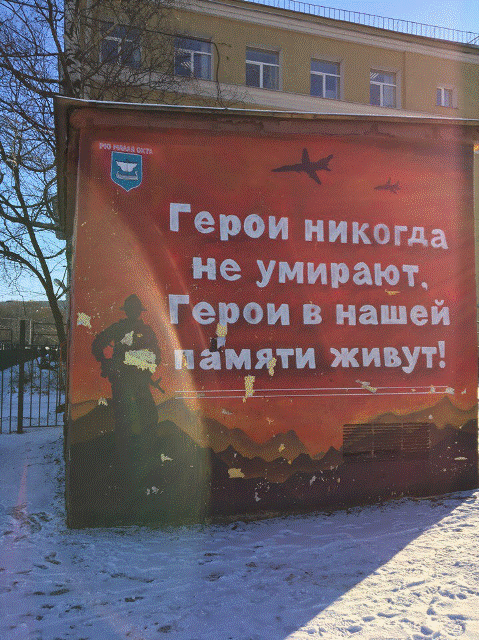 Герои никогда
не умирают.
Герои в нашей
памяти живут!